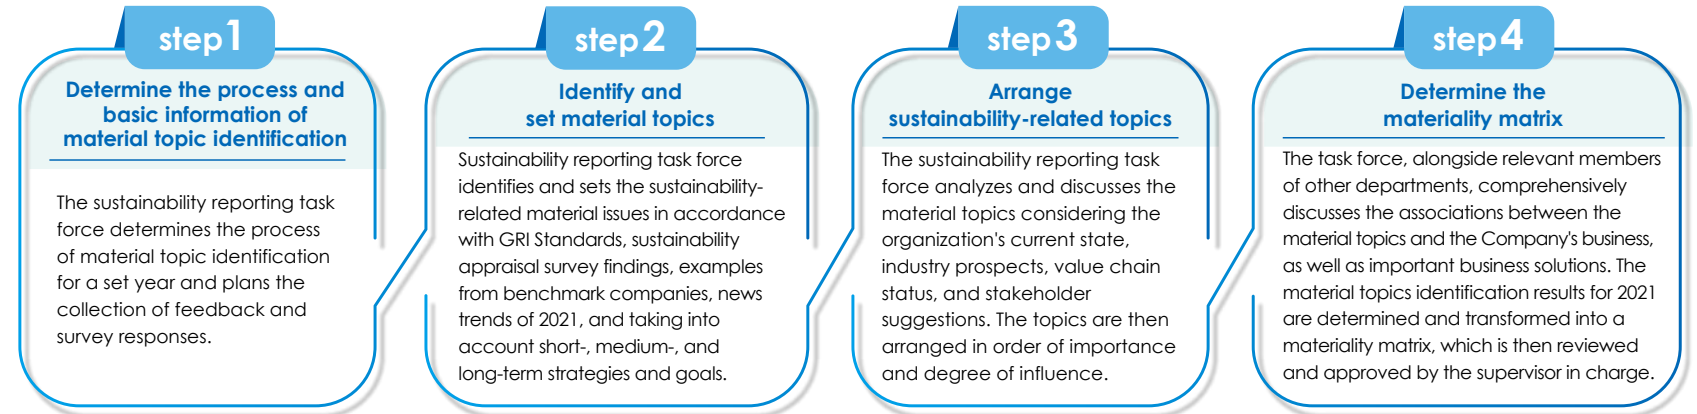 step1
Determine the process and
basic information of
material topic identification
The sustainability reporting task
force determines the process
of material topic identification
for a set year and plans the
collection of feedback and
survey responses.
step2
Identify and
set material topics
Sustainability reporting task force
identifies and sets the sustainability-
related material issues in accordance
with GRI Standards, sustainability
appraisal survey findings, examples
from benchmark companies, news
trends of 2021, and taking into
account short-, medium-, and
long-term strategies and goals.
step3
Arrange
sustainability-related topics
The sustainability reporting task
force analyzes and discusses the
material topics considering the
organization's current state,
industry prospects, value chain
status, and stakeholder
suggestions. The topics are then
arranged in order of importance
and degree of influence.
step4
Determine the
materiality matrix
The task force, alongside relevant members
of other departments, comprehensively
discusses the associations between the
material topics and the Company's business,
as well as important business solutions. The
material topics identification results for 2021
are determined and transformed into a
materiality matrix, which is then reviewed
and approved by the supervisor in charge.